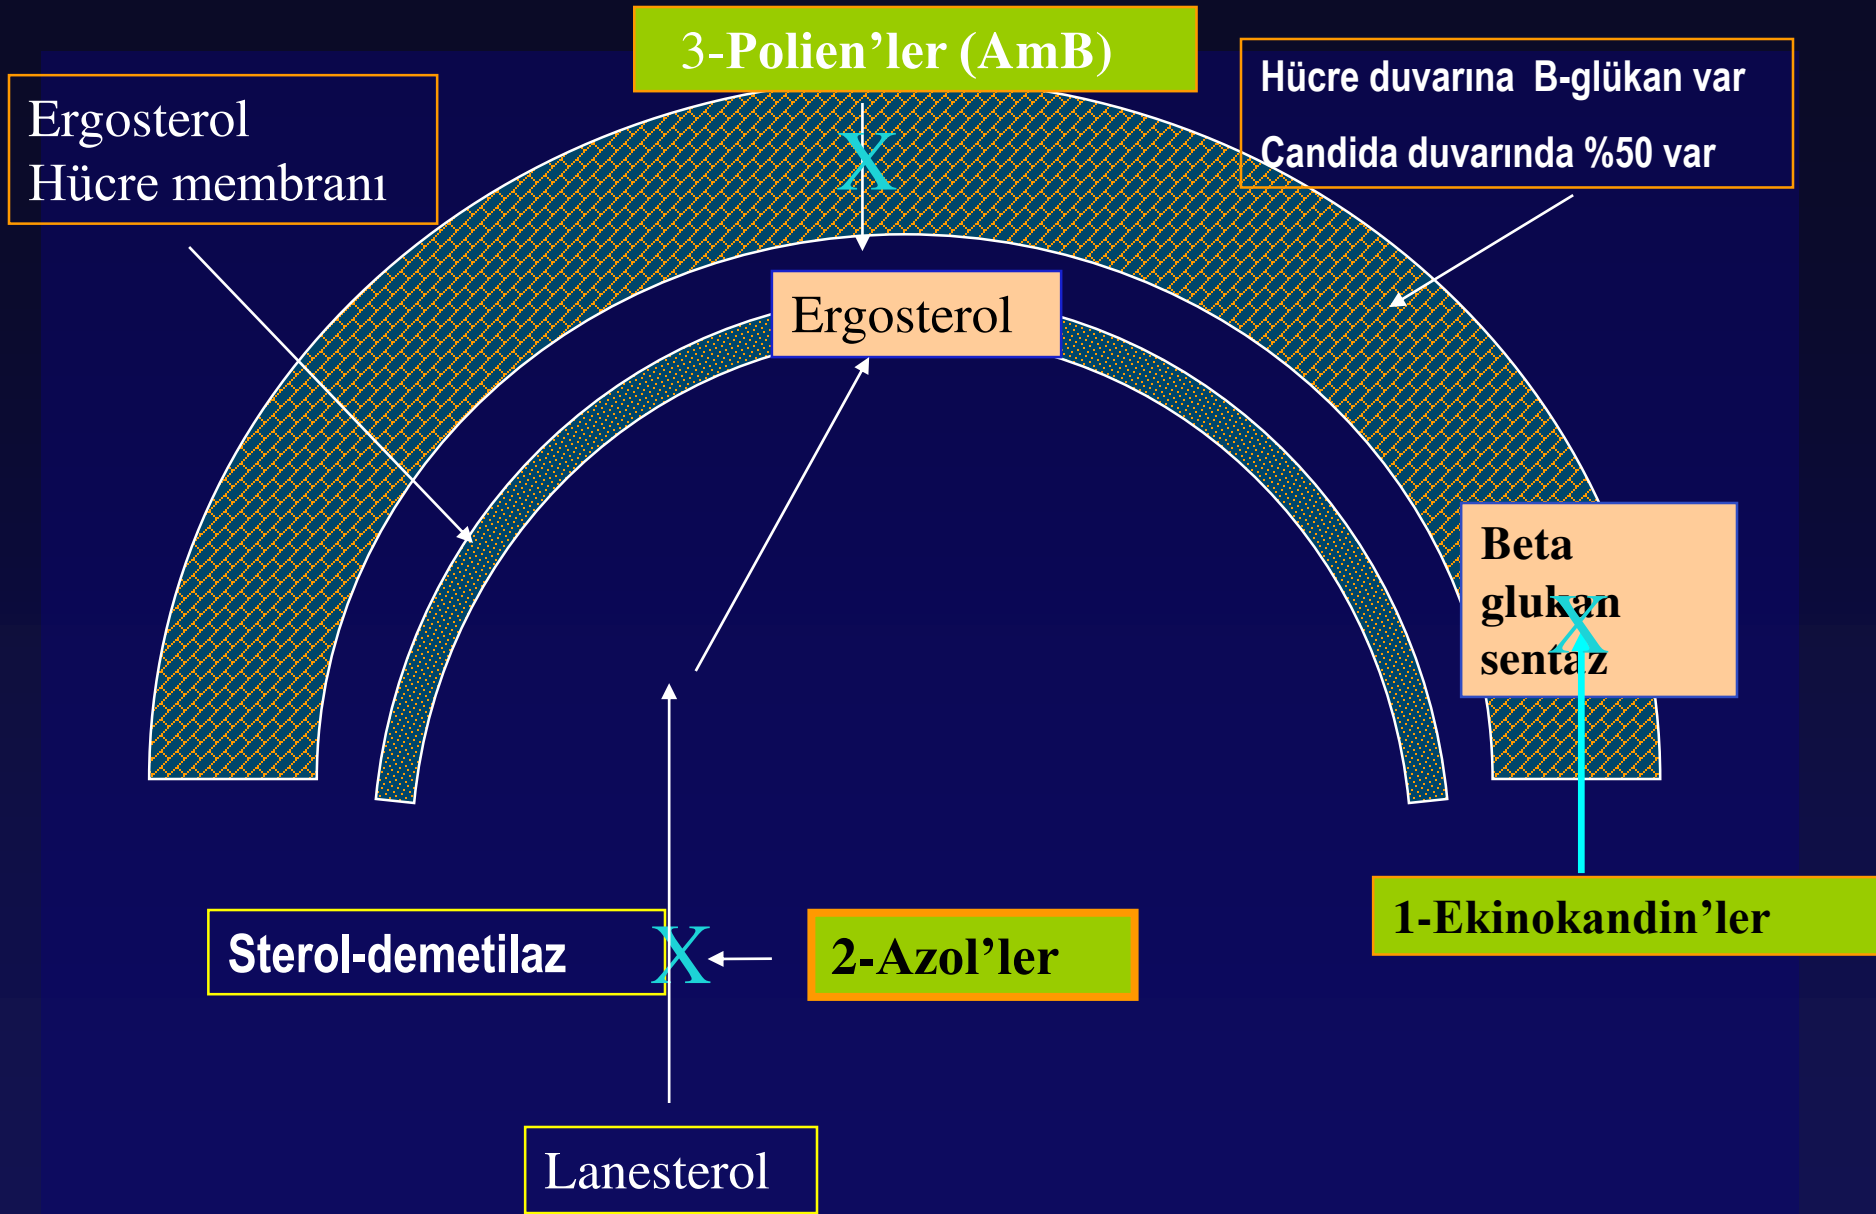 3-Polien’ler (AmB)
Ergosterol
Hücre membranı
Hücre duvarına B-glükan var
Candida duvarında %50 var
X
Ergosterol
Beta
glukan
sentaz
X
1-Ekinokandin’ler
Sterol-demetilaz
X
2-Azol’ler
Lanesterol